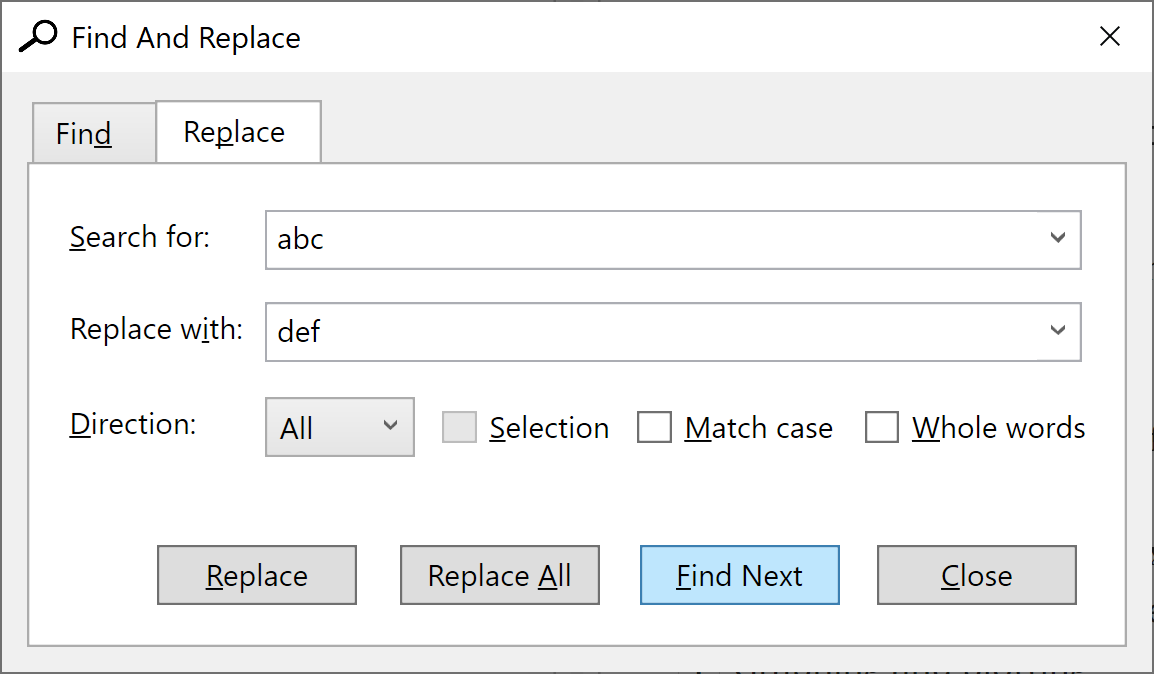 Find And Replace
Find
Replace
Search for:
abc
Replace with:
def
Direction:
All
Selection
Match case
Whole words
Replace
Replace All
Find Next
Close